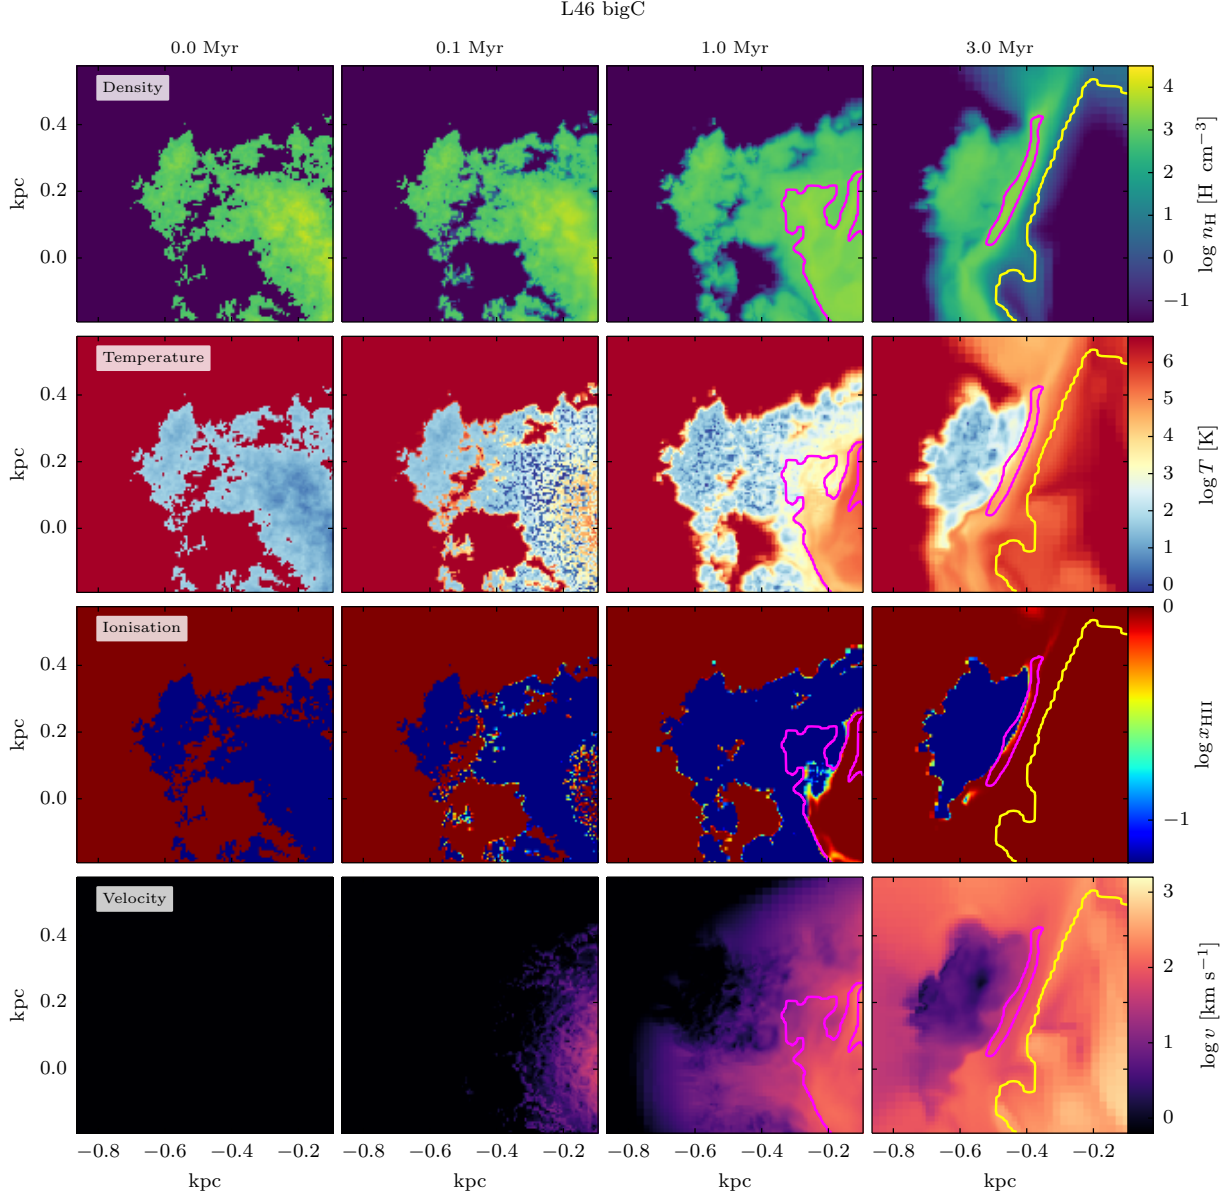 L46 bigC
0.0 Myr 0.1 Myr 1.0 Myr 3.0 Myr
Density
0.4
0.2
0.0
kpc
4
3
2
1
0
−1
log n_H [H cm⁻³]
Temperature
0.4
0.2
0.0
kpc
6
5
4
3
2
1
0
log T [K]
Ionisation
0.4
0.2
0.0
kpc
0
−1
log x_HII
Velocity
0.4
0.2
0.0
kpc
3
2
1
0
log v [km s⁻¹]
−0.8 −0.6 −0.4 −0.2 −0.8 −0.6 −0.4 −0.2 −0.8 −0.6 −0.4 −0.2 −0.8 −0.6 −0.4 −0.2
kpc kpc kpc kpc